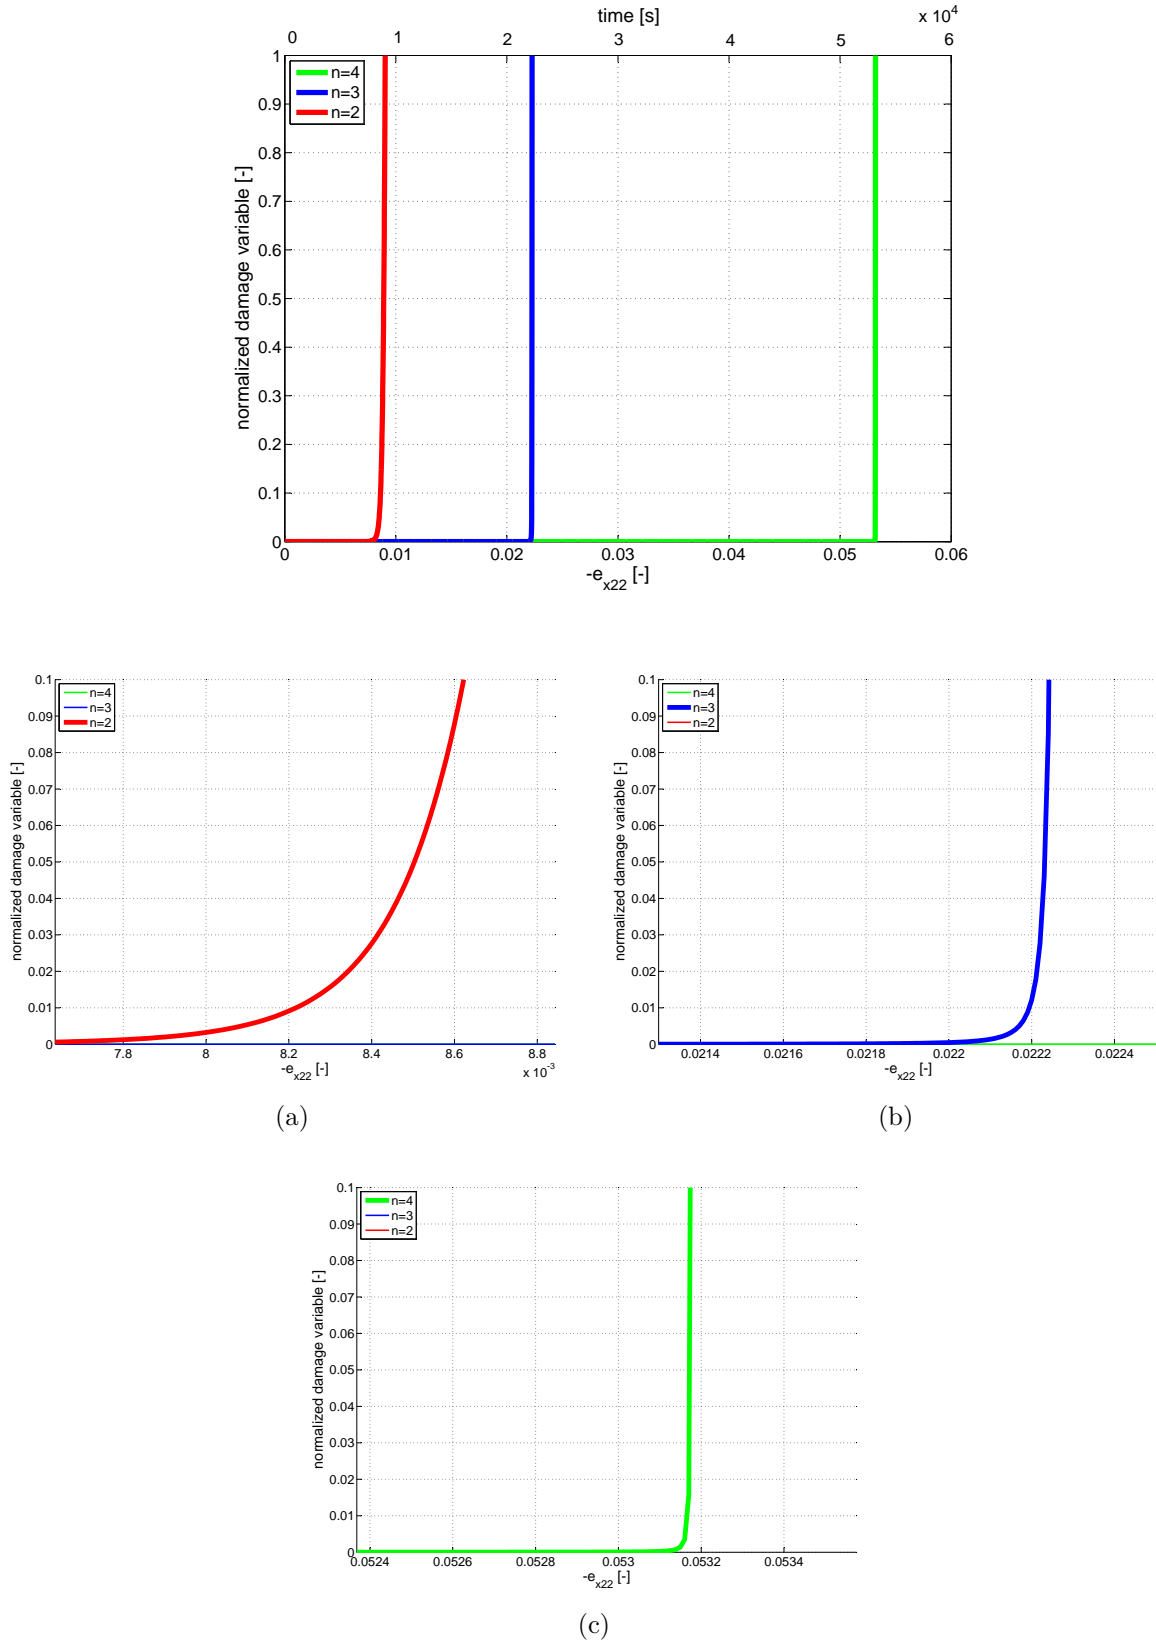 time [s]
x 10^4
0 1 2 3 4 5 6
1
0.9
0.8
0.7
0.6
0.5
0.4
0.3
0.2
0.1
0
n=4
n=3
n=2
normalized damage variable [-]
0 0.01 0.02 0.03 0.04 0.05 0.06
-e_x22 [-]
0.1
0.09
0.08
0.07
0.06
0.05
0.04
0.03
0.02
0.01
0
n=4
n=3
n=2
normalized damage variable [-]
7.8 8 8.2 8.4 8.6 8.8
x 10^-3
-e_x22 [-]
(a)
0.1
0.09
0.08
0.07
0.06
0.05
0.04
0.03
0.02
0.01
0
n=4
n=3
n=2
normalized damage variable [-]
0.0214 0.0216 0.0218 0.022 0.0222 0.0224
-e_x22 [-]
(b)
0.1
0.09
0.08
0.07
0.06
0.05
0.04
0.03
0.02
0.01
0
n=4
n=3
n=2
normalized damage variable [-]
0.0524 0.0526 0.0528 0.053 0.0532 0.0534
-e_x22 [-]
(c)